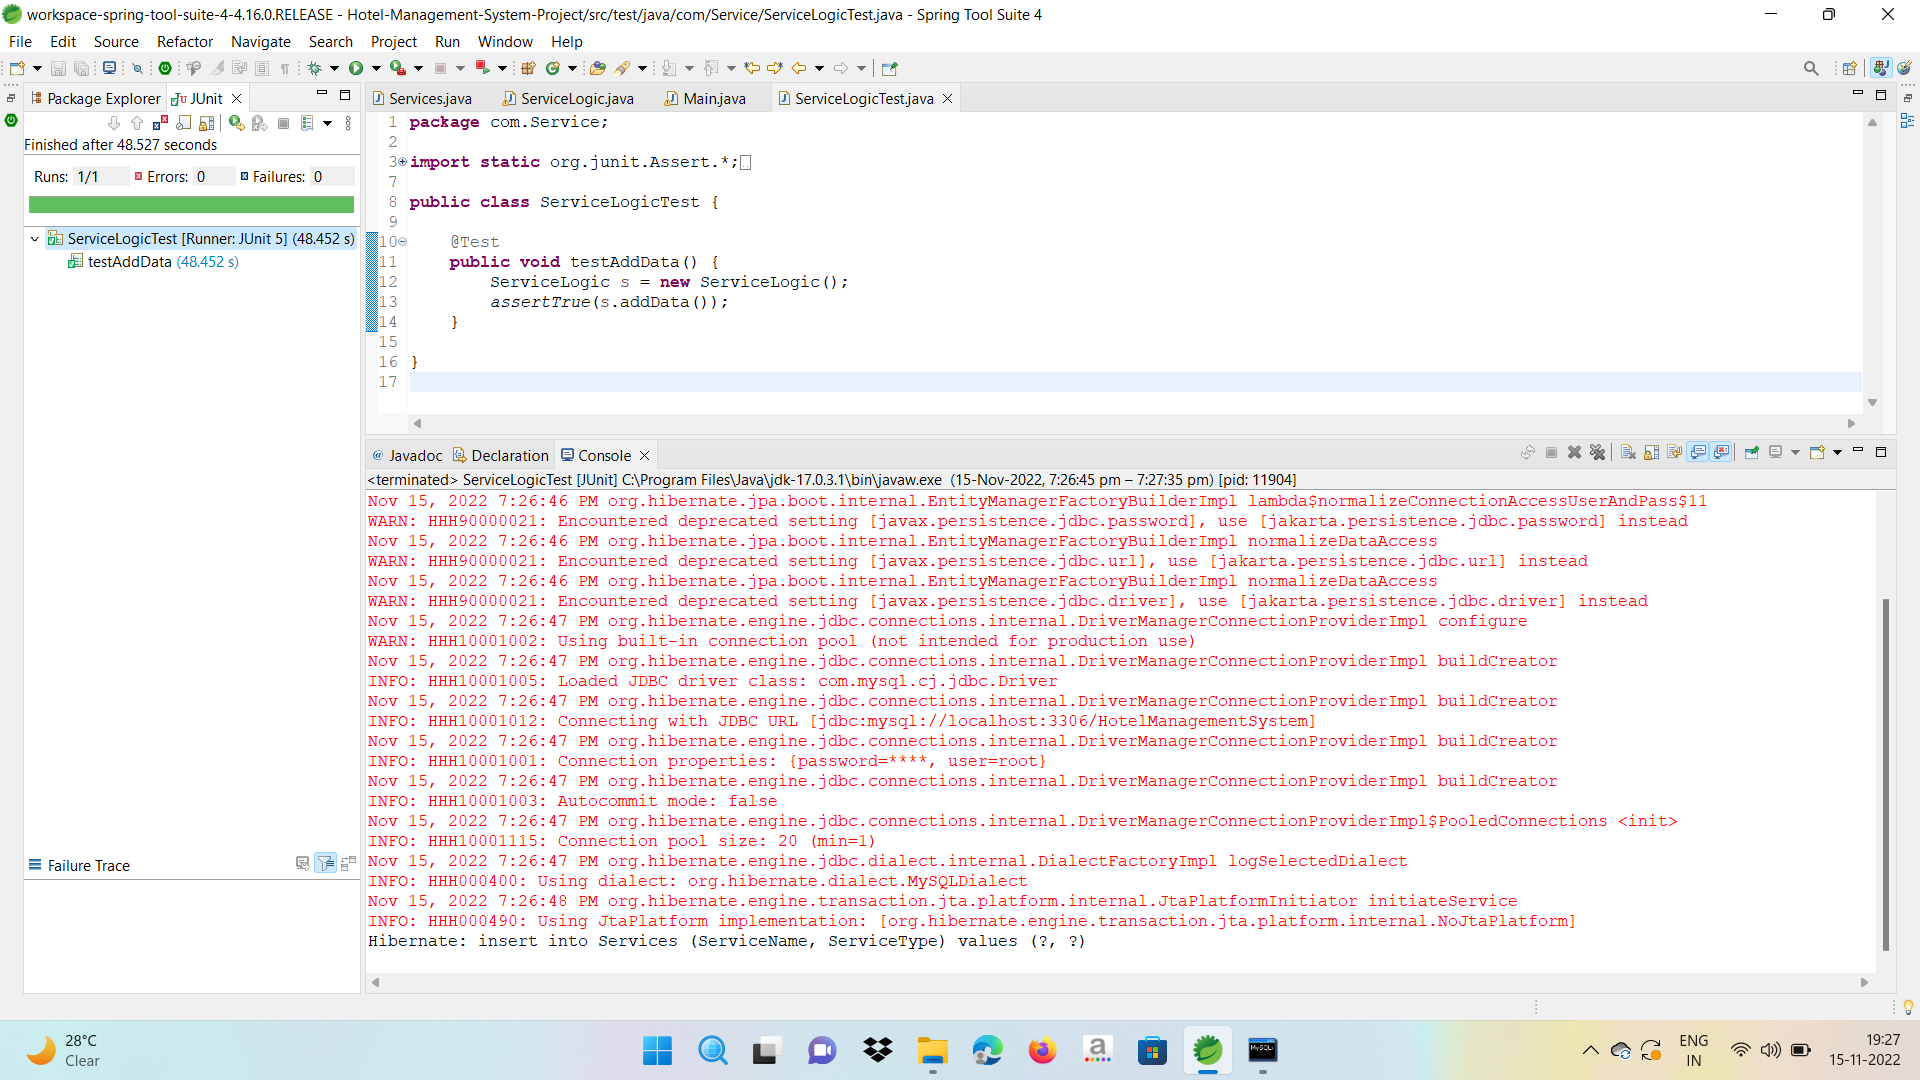 workspace-spring-tool-suite-4-4.16.0.RELEASE - Hotel-Management-System-Project/src/test/java/com/Service/ServiceLogicTest.java - Spring Tool Suite 4
File Edit Source Refactor Navigate Search Project Run Window Help
Package Explorer JUnit
Finished after 48.527 seconds
Runs: 1/1 Errors: 0 Failures: 0
ServiceLogicTest [Runner: JUnit 5] (48.452 s)
testAddData (48.452 s)
Failure Trace
Services.java ServiceLogic.java Main.java ServiceLogicTest.java
1 package com.Service;
2
3 import static org.junit.Assert.*;
7
8 public class ServiceLogicTest {
9
10 @Test
11 public void testAddData() {
12 ServiceLogic s = new ServiceLogic();
13 assertTrue(s.addData());
14 }
15
16 }
17
@ Javadoc Declaration Console
<terminated> ServiceLogicTest [JUnit] C:\Program Files\Java\jdk-17.0.3.1\bin\javaw.exe (15-Nov-2022, 7:26:45 pm – 7:27:35 pm) [pid: 11904]
Nov 15, 2022 7:26:46 PM org.hibernate.jpa.boot.internal.EntityManagerFactoryBuilderImpl lambda$normalizeConnectionAccessUserAndPass$11
WARN: HHH90000021: Encountered deprecated setting [javax.persistence.jdbc.password], use [jakarta.persistence.jdbc.password] instead
Nov 15, 2022 7:26:46 PM org.hibernate.jpa.boot.internal.EntityManagerFactoryBuilderImpl normalizeDataAccess
WARN: HHH90000021: Encountered deprecated setting [javax.persistence.jdbc.url], use [jakarta.persistence.jdbc.url] instead
Nov 15, 2022 7:26:46 PM org.hibernate.jpa.boot.internal.EntityManagerFactoryBuilderImpl normalizeDataAccess
WARN: HHH90000021: Encountered deprecated setting [javax.persistence.jdbc.driver], use [jakarta.persistence.jdbc.driver] instead
Nov 15, 2022 7:26:47 PM org.hibernate.engine.jdbc.connections.internal.DriverManagerConnectionProviderImpl configure
WARN: HHH10001002: Using built-in connection pool (not intended for production use)
Nov 15, 2022 7:26:47 PM org.hibernate.engine.jdbc.connections.internal.DriverManagerConnectionProviderImpl buildCreator
INFO: HHH10001005: Loaded JDBC driver class: com.mysql.cj.jdbc.Driver
Nov 15, 2022 7:26:47 PM org.hibernate.engine.jdbc.connections.internal.DriverManagerConnectionProviderImpl buildCreator
INFO: HHH10001012: Connecting with JDBC URL [jdbc:mysql://localhost:3306/HotelManagementSystem]
Nov 15, 2022 7:26:47 PM org.hibernate.engine.jdbc.connections.internal.DriverManagerConnectionProviderImpl buildCreator
INFO: HHH10001001: Connection properties: {password=****, user=root}
Nov 15, 2022 7:26:47 PM org.hibernate.engine.jdbc.connections.internal.DriverManagerConnectionProviderImpl buildCreator
INFO: HHH10001003: Autocommit mode: false
Nov 15, 2022 7:26:47 PM org.hibernate.engine.jdbc.connections.internal.DriverManagerConnectionProviderImpl$PooledConnections <init>
INFO: HHH10001115: Connection pool size: 20 (min=1)
Nov 15, 2022 7:26:47 PM org.hibernate.engine.jdbc.dialect.internal.DialectFactoryImpl logSelectedDialect
INFO: HHH000400: Using dialect: org.hibernate.dialect.MySQLDialect
Nov 15, 2022 7:26:48 PM org.hibernate.engine.transaction.jta.platform.internal.JtaPlatformInitiator initiateService
INFO: HHH000490: Using JtaPlatform implementation: [org.hibernate.engine.transaction.jta.platform.internal.NoJtaPlatform]
Hibernate: insert into Services (ServiceName, ServiceType) values (?, ?)
28°C
Clear
a
MySQL
ENG
IN
19:27
15-11-2022